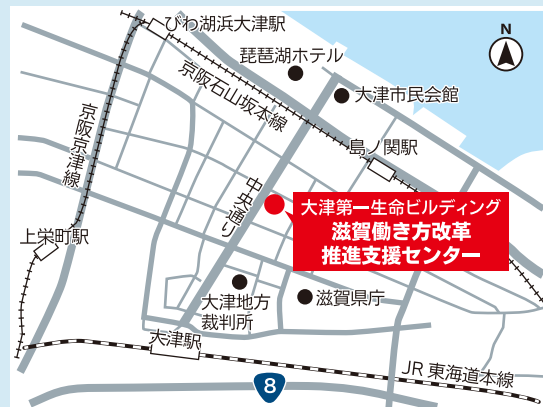 びわ湖浜大津駅
N
琵琶湖ホテル
大津市民会館
京阪石山坂本線
京阪京津線
島ノ関駅
中央通り
大津第一生命ビルディング
滋賀働き方改革
推進支援センター
上栄町駅
大津地方
裁判所
滋賀県庁
大津駅
JR 東海道本線
8